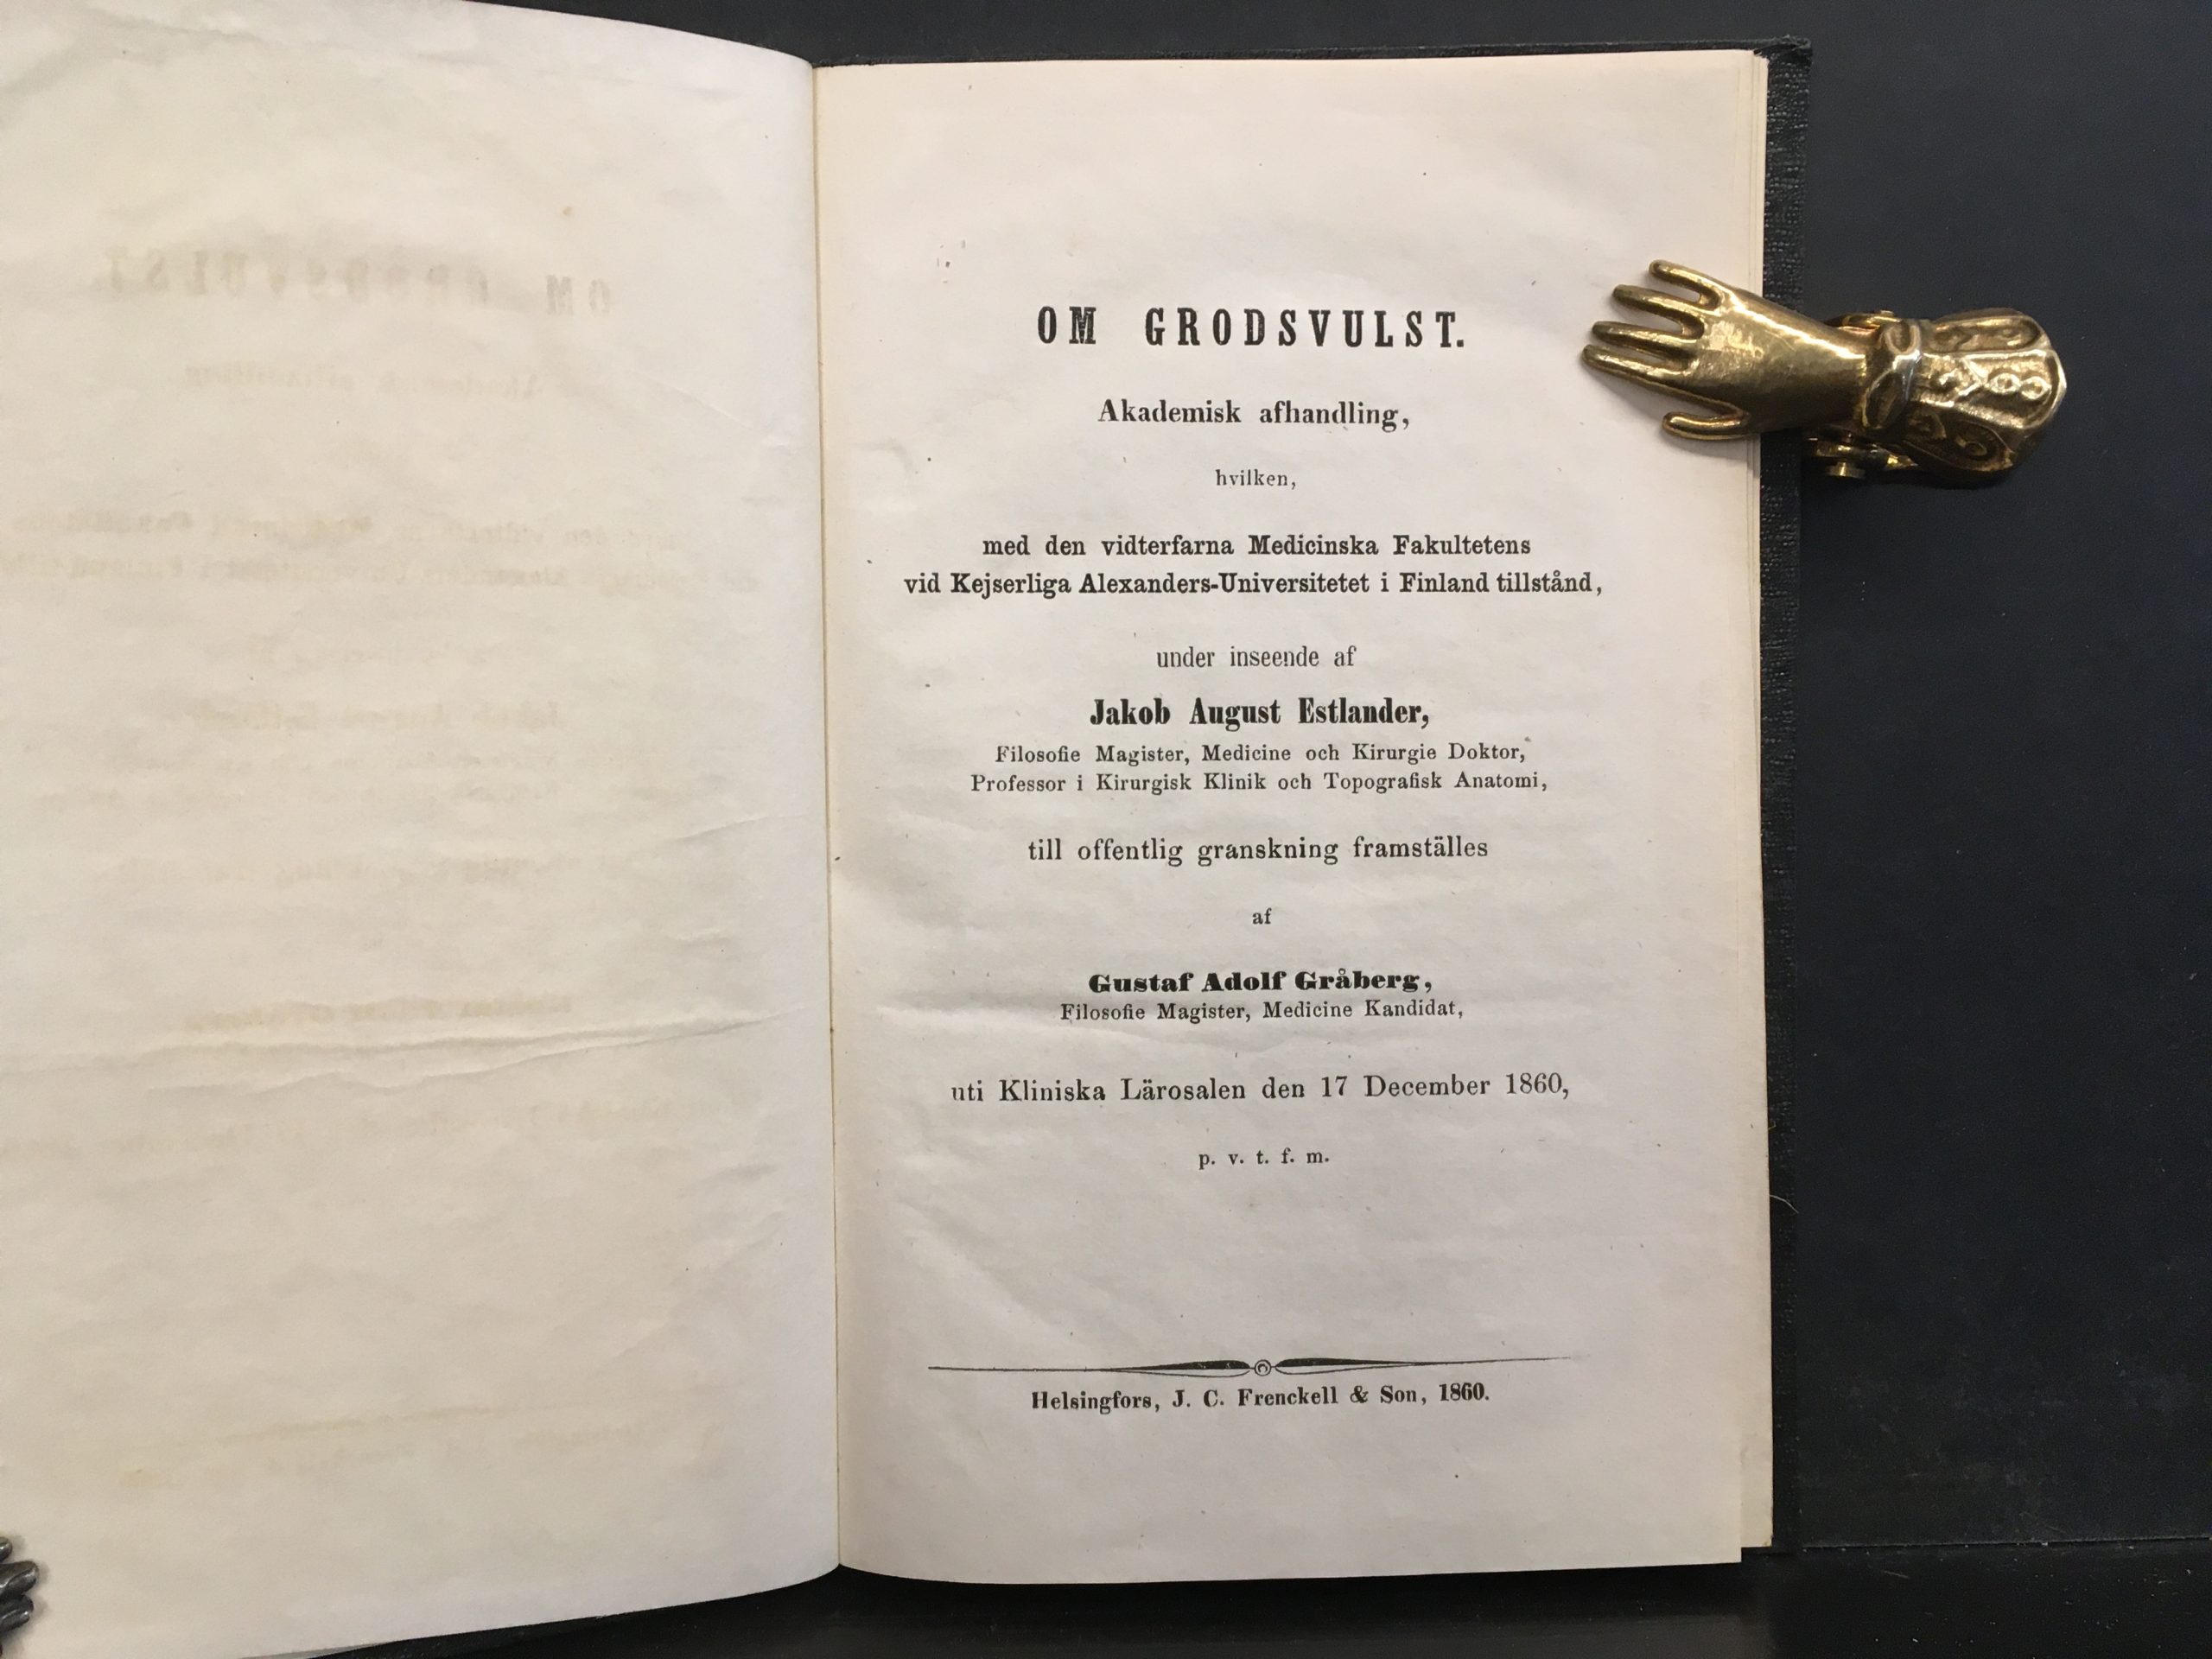 OM GRODSVULST.
Akademisk afhandling,
hvilken,
med den vidterfarna Medicinska Fakultetens
vid Kejserliga Alexanders-Universitetet i Finland tillstånd,
under inseende af
Jakob August Estlander,
Filosofie Magister, Medicine och Kirurgie Doktor,
Professor i Kirurgisk Klinik och Topografisk Anatomi,
till offentlig granskning framställes
af
Gustaf Adolf Gråberg,
Filosofie Magister, Medicine Kandidat,
uti Kliniska Lärosalen den 17 December 1860,
p. v. t. f. m.
Helsingfors, J. C. Frenckell & Son, 1860.